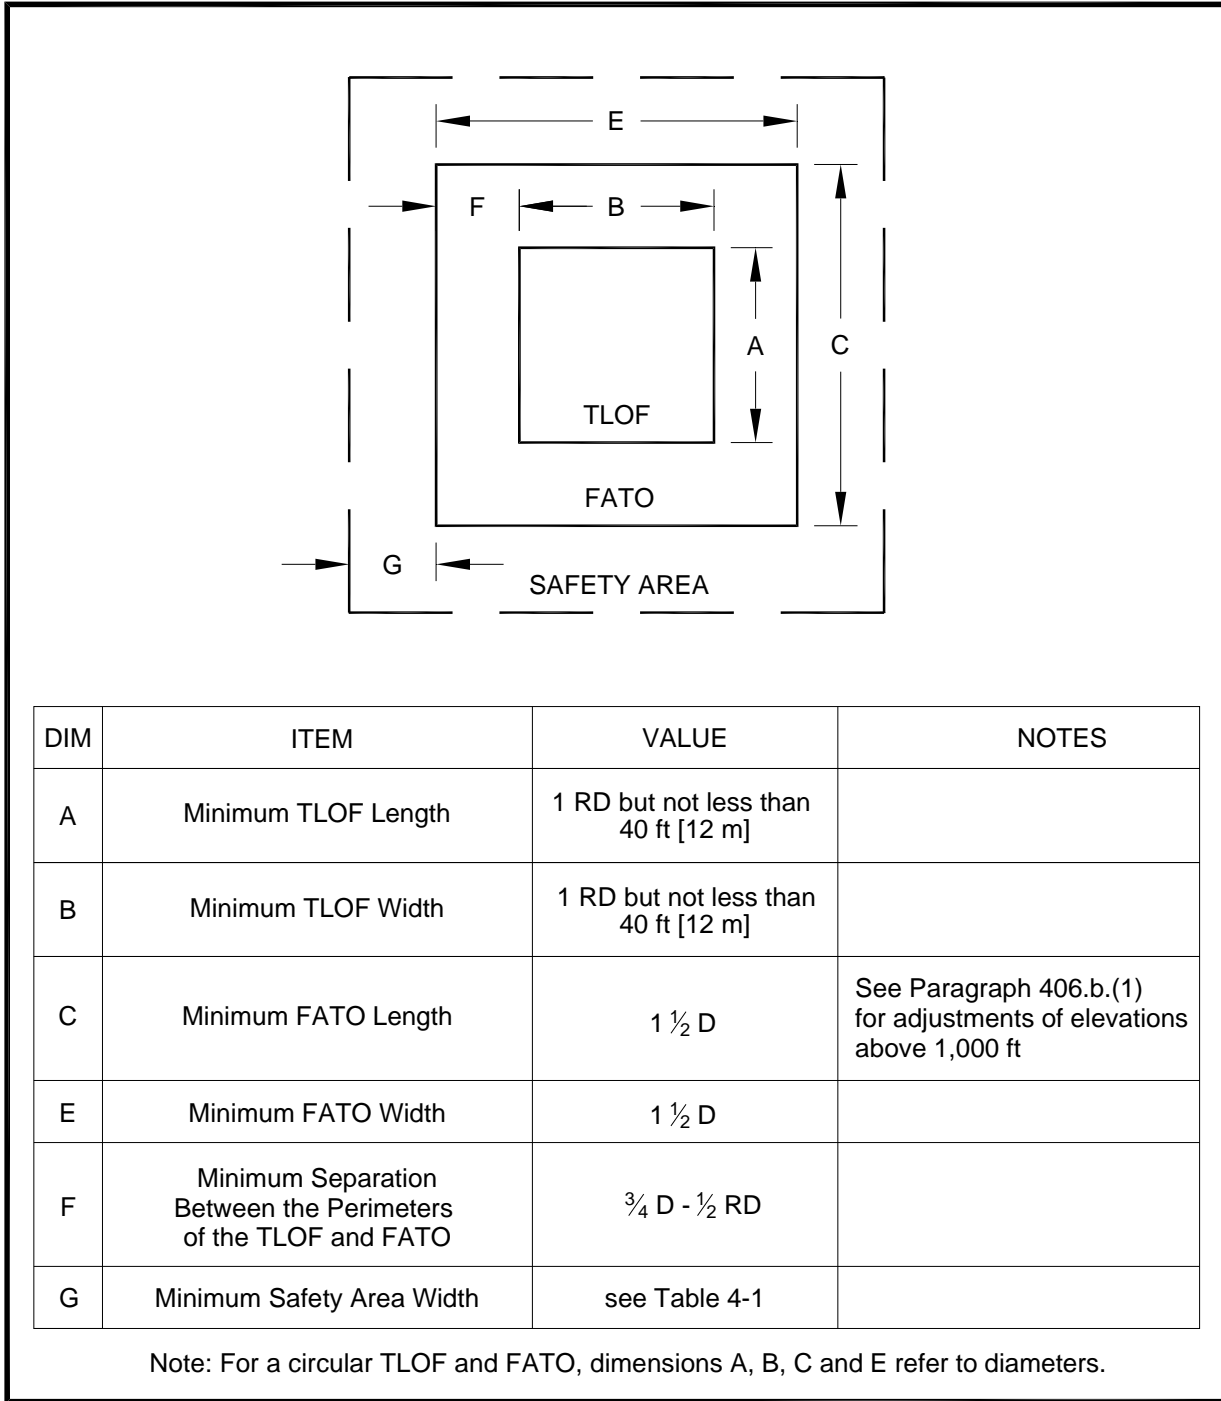 E
F
B
A
C
TLOF
FATO
G
SAFETY AREA
DIM ITEM VALUE NOTES
A Minimum TLOF Length 1 RD but not less than
40 ft [12 m]
B Minimum TLOF Width 1 RD but not less than
40 ft [12 m]
C Minimum FATO Length 1 ½ D See Paragraph 406.b.(1)
for adjustments of elevations
above 1,000 ft
E Minimum FATO Width 1 ½ D
F Minimum Separation
Between the Perimeters
of the TLOF and FATO
¾ D - ½ RD
G Minimum Safety Area Width see Table 4-1
Note: For a circular TLOF and FATO, dimensions A, B, C and E refer to diameters.